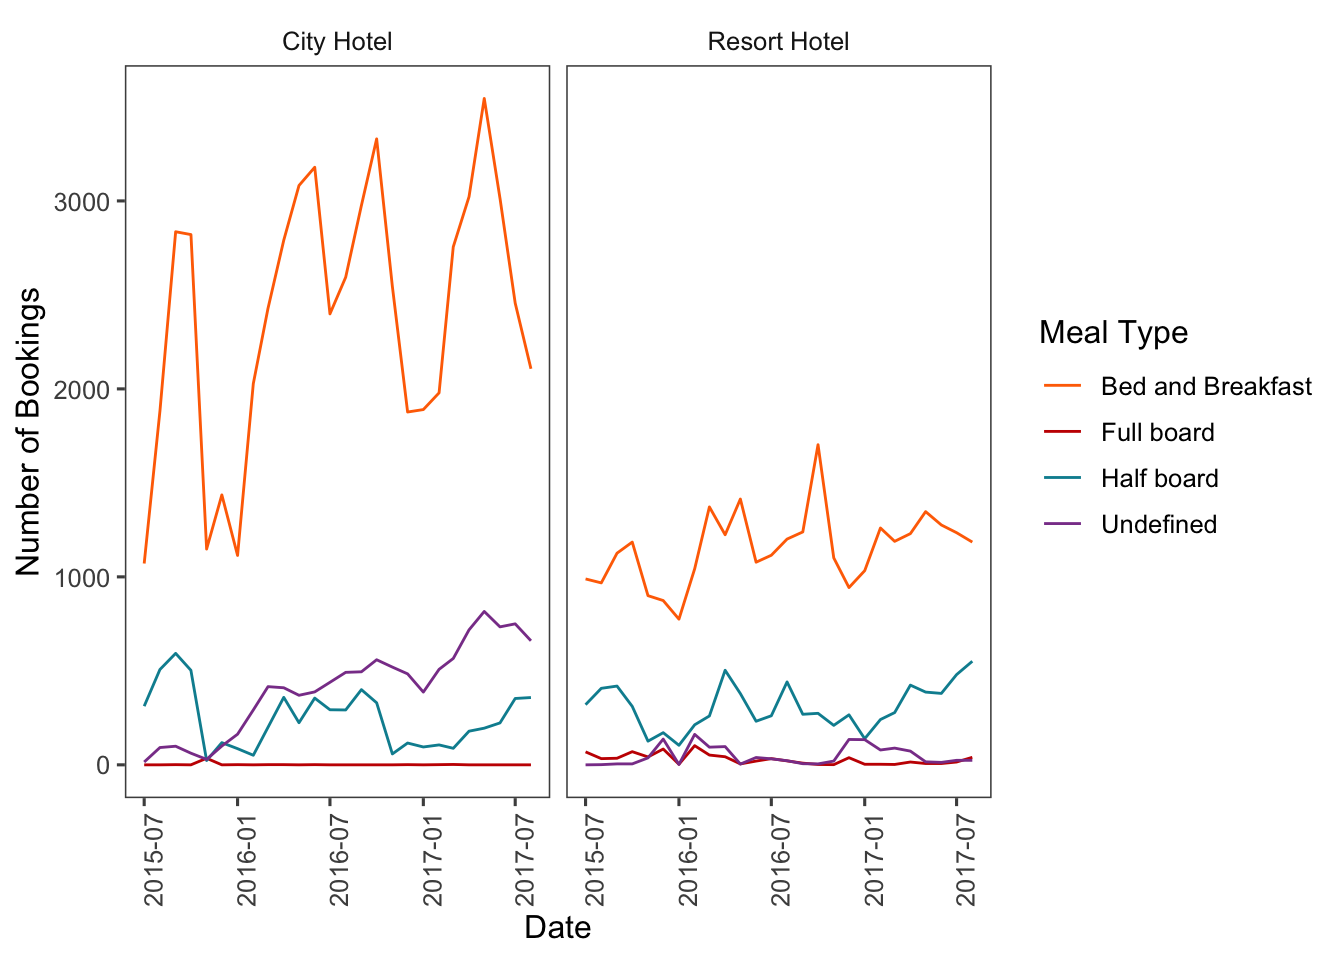 City Hotel
Resort Hotel
Number of Bookings
3000
2000
1000
0
2015-07
2016-01
2016-07
2017-01
2017-07
2015-07
2016-01
2016-07
2017-01
2017-07
Date
Meal Type
Bed and Breakfast
Full board
Half board
Undefined